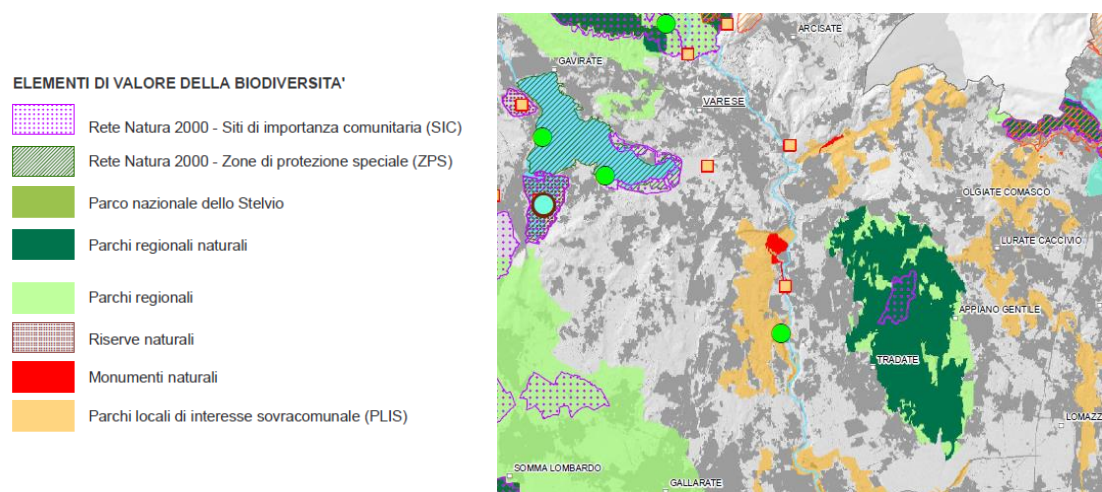 ELEMENTI DI VALORE DELLA BIODIVERSITA'
Rete Natura 2000 - Siti di importanza comunitaria (SIC)
Rete Natura 2000 - Zone di protezione speciale (ZPS)
Parco nazionale dello Stelvio
Parchi regionali naturali
Parchi regionali
Riserve naturali
Monumenti naturali
Parchi locali di interesse sovracomunale (PLIS)
ARCISATE
GAVIRATE
VARESE
OLGIATE COMASCO
LURATE CACCIVIO
APPIANO GENTILE
TRADATE
LOMAZZ
SOMMA LOMBARDO
GALLARATE